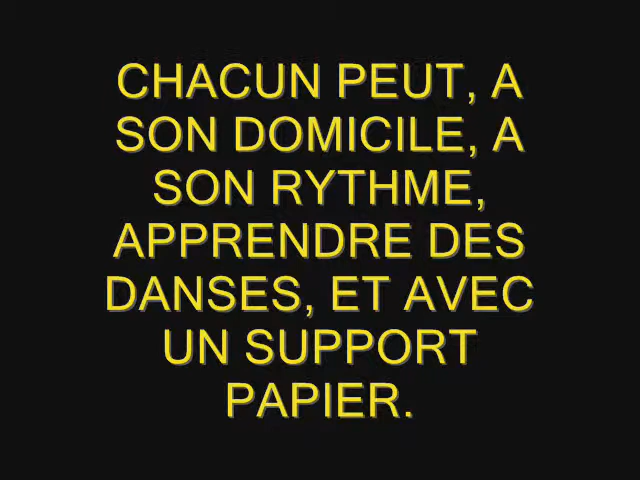 CHACUN PEUT, A
SON DOMICILE, A
SON RYTHME,
APPRENDRE DES
DANSES, ET AVEC
UN SUPPORT
PAPIER.